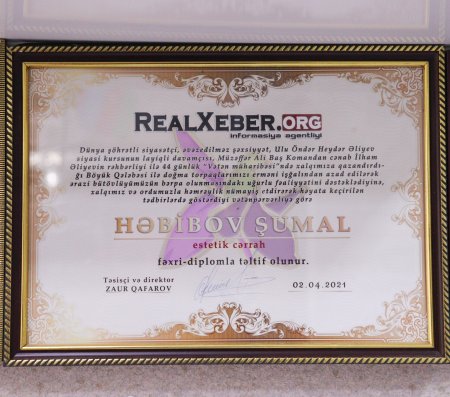 REALXEBER.ORG
informasiya agentliyi
Dünya şöhrətli siyasətçi, əvəzedilməz şəxsiyyət, Ulu Öndər Heydər Əliyev
siyasi kursunun layiqli davamçısı, Müzəffər Ali Baş Komandan cənab İlham
Əliyevin rəhbərliyi ilə 44 günlük "Vətən müharibəsi"ndə xalqımıza qazandırdı-
ğı Böyük Qələbəsi ilə doğma torpaqlarımızı erməni işğalından azad edilərək
ərazi bütövlüyümüzün bərpa olunmasındakı uğurlu fəaliyyətini dəstəklədiyinə,
xalqımız və ordumuzla həmrəəlik nümayiş etdirərək həyata keçirilən
tədbirlərdə göstərdiyi vətənpərvərliyə görə
HƏBİBOV ŞUMAL
estetik cərrah
fəxri-diplomla təltif olunur.
Təsisçi və direktor
ZAUR QAFAROV
02.04.2021